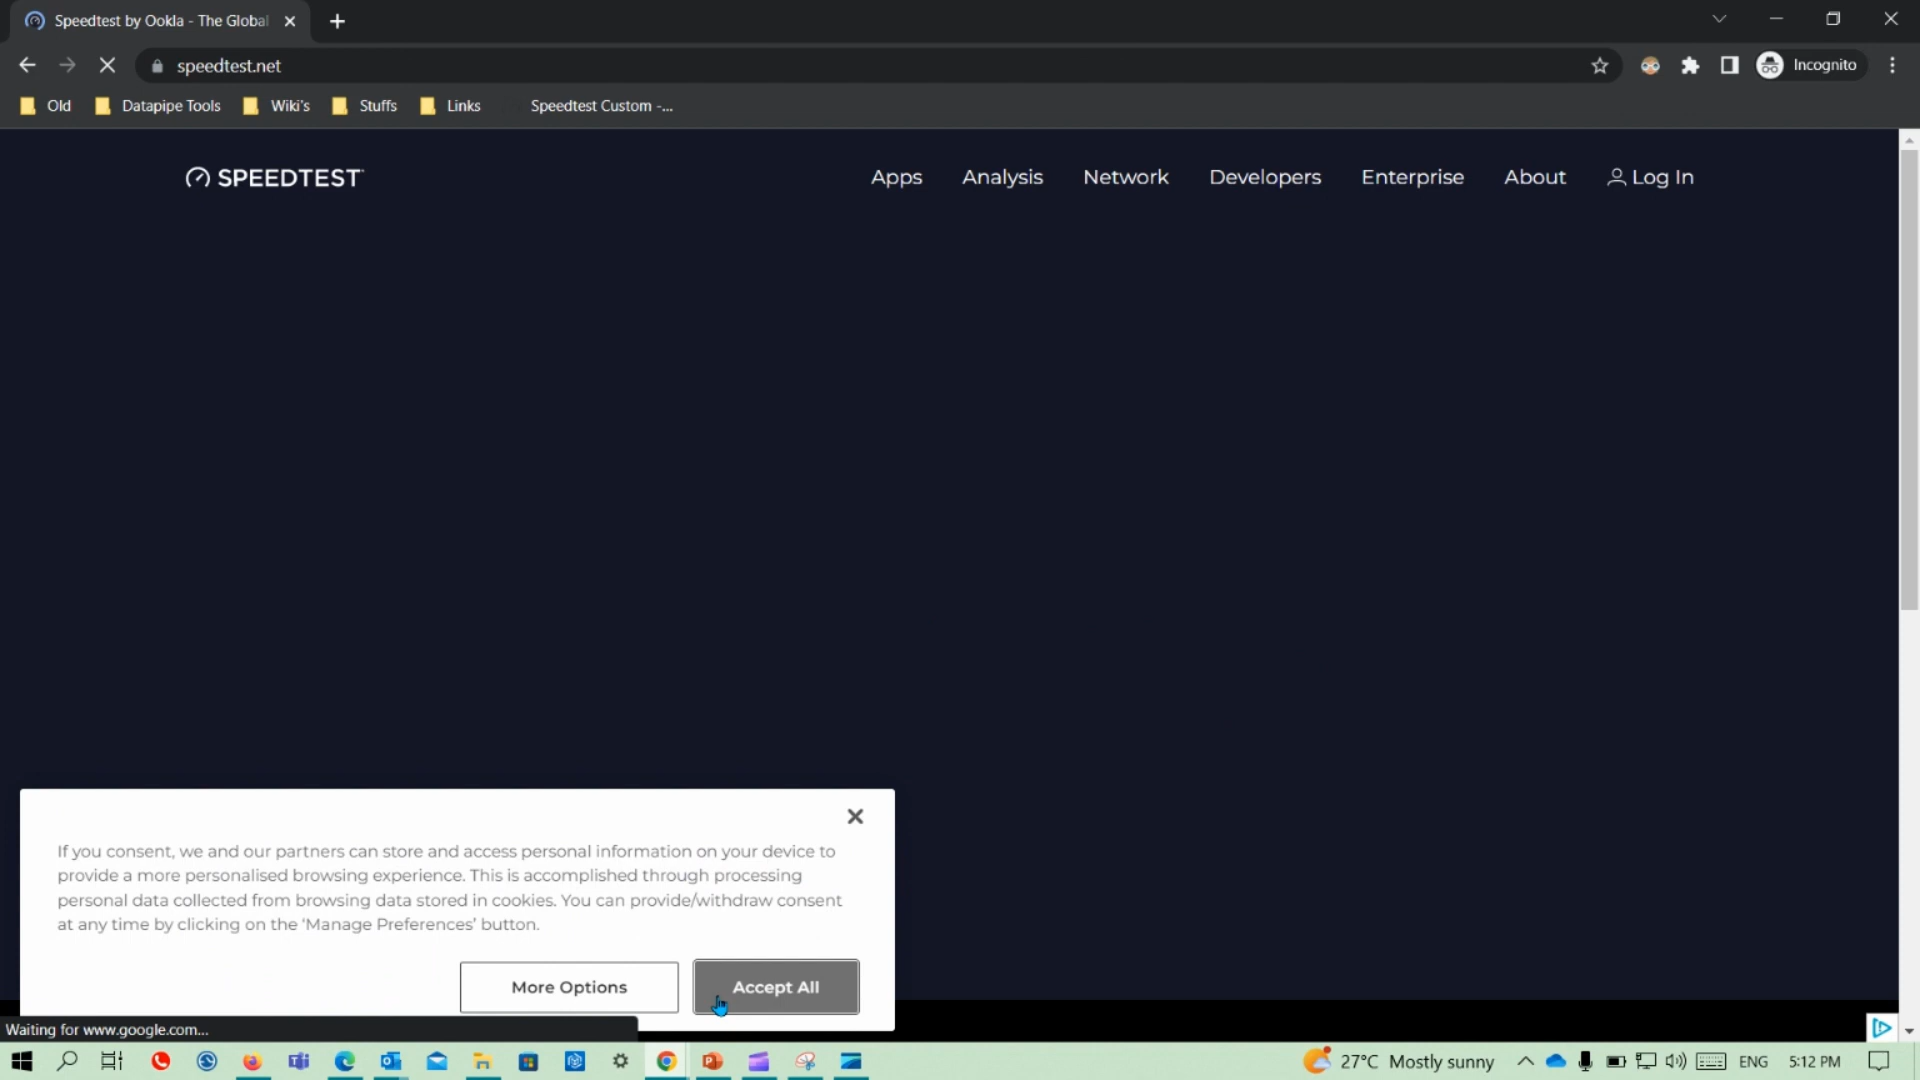 Speedtest by Ookla - The Global
speedtest.net
Incognito
Old Datapipe Tools Wiki's Stuffs Links Speedtest Custom -...
SPEEDTEST
Apps Analysis Network Developers Enterprise About Log In
If you consent, we and our partners can store and access personal information on your device to
provide a more personalised browsing experience. This is accomplished through processing
personal data collected from browsing data stored in cookies. You can provide/withdraw consent
at any time by clicking on the 'Manage Preferences' button.
More Options Accept All
Waiting for www.google.com...
27°C Mostly sunny ENG 5:12 PM